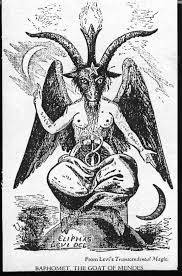 ELIPHAS
LEVI DEL
From Levi's Transcendental Magic.
BAPHOMET, THE GOAT OF MENDES